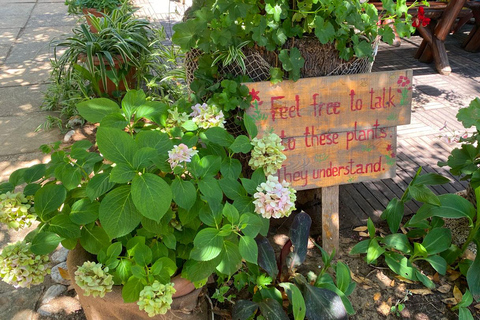 Feel free to talk
to these plants
they understand.